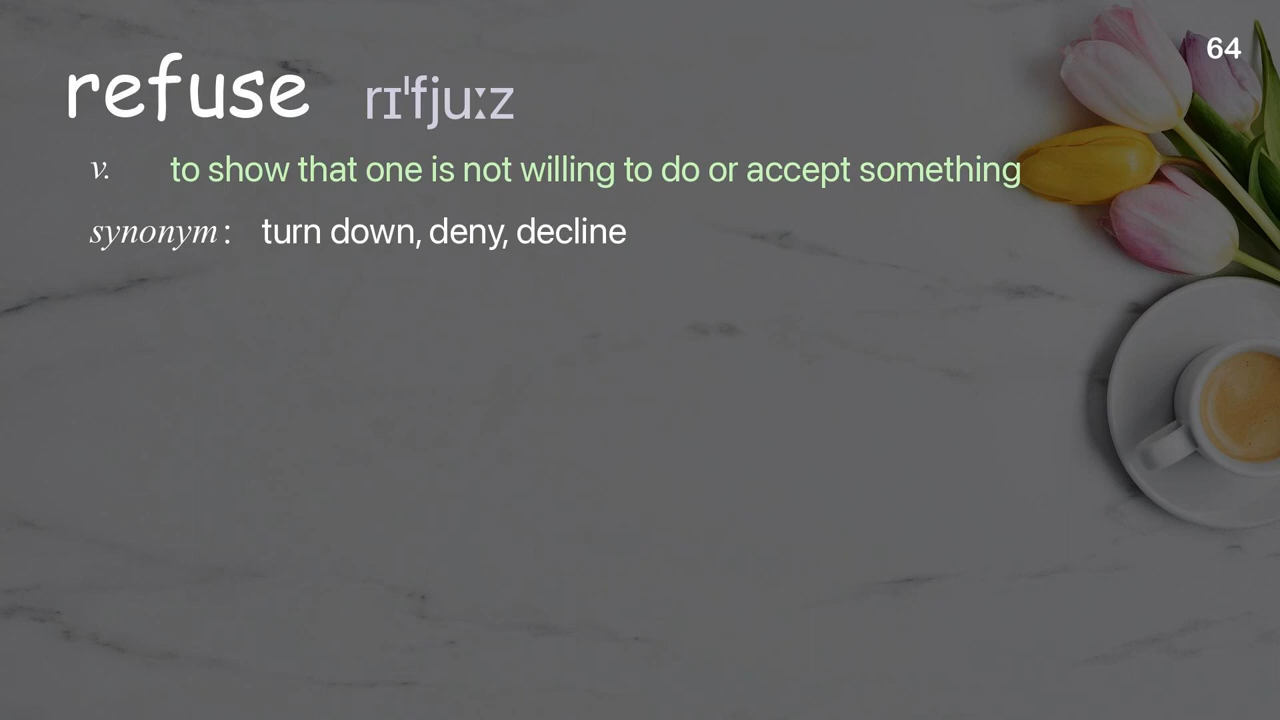 64
refuse rɪˈfjuːz
v. to show that one is not willing to do or accept something
synonym: turn down, deny, decline